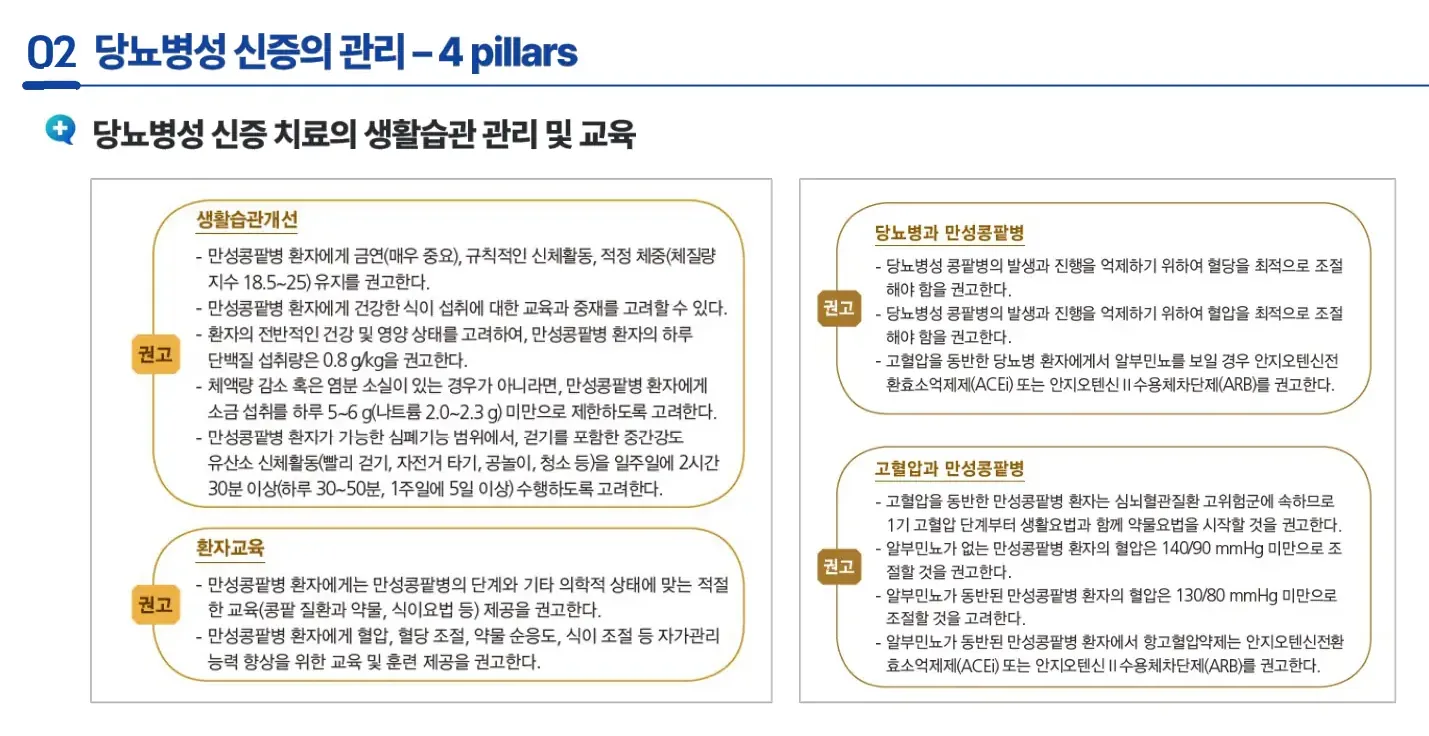 02 당뇨병성 신증의 관리 – 4 pillars
당뇨병성 신증 치료의 생활습관 관리 및 교육
생활습관개선
- 만성콩팥병 환자에게 금연(매우 중요), 규칙적인 신체활동, 적정 체중(체질량
지수 18.5~25) 유지를 권고한다.
- 만성콩팥병 환자에게 건강한 식이 섭취에 대한 교육과 중재를 고려할 수 있다.
- 환자의 전반적인 건강 및 영양 상태를 고려하여, 만성콩팥병 환자의 하루
단백질 섭취량은 0.8 g/kg을 권고한다.
- 체액량 감소 혹은 염분 소실이 있는 경우가 아니라면, 만성콩팥병 환자에게
소금 섭취를 하루 5~6 g(나트륨 2.0~2.3 g) 미만으로 제한하도록 고려한다.
- 만성콩팥병 환자가 가능한 심폐기능 범위에서, 걷기를 포함한 중간강도
유산소 신체활동(빨리 걷기, 자전거 타기, 공놀이, 청소 등)을 일주일에 2시간
30분 이상(하루 30~50분, 1주일에 5일 이상) 수행하도록 고려한다.
권고
환자교육
- 만성콩팥병 환자에게는 만성콩팥병의 단계와 기타 의학적 상태에 맞는 적절
한 교육(콩팥 질환과 약물, 식이요법 등) 제공을 권고한다.
- 만성콩팥병 환자에게 혈압, 혈당 조절, 약물 순응도, 식이 조절 등 자가관리
능력 향상을 위한 교육 및 훈련 제공을 권고한다.
권고
당뇨병과 만성콩팥병
- 당뇨병성 콩팥병의 발생과 진행을 억제하기 위하여 혈당을 최적으로 조절
해야 함을 권고한다.
- 당뇨병성 콩팥병의 발생과 진행을 억제하기 위하여 혈압을 최적으로 조절
해야 함을 권고한다.
- 고혈압을 동반한 당뇨병 환자에게서 알부민뇨를 보일 경우 안지오텐신전
환효소억제제(ACEi) 또는 안지오텐신Ⅱ수용체차단제(ARB)를 권고한다.
권고
고혈압과 만성콩팥병
- 고혈압을 동반한 만성콩팥병 환자는 심뇌혈관질환 고위험군에 속하므로
1기 고혈압 단계부터 생활요법과 함께 약물요법을 시작할 것을 권고한다.
- 알부민뇨가 없는 만성콩팥병 환자의 혈압은 140/90 mmHg 미만으로 조
절할 것을 권고한다.
- 알부민뇨가 동반된 만성콩팥병 환자의 혈압은 130/80 mmHg 미만으로
조절할 것을 고려한다.
- 알부민뇨가 동반된 만성콩팥병 환자에서 항고혈압약제는 안지오텐신전환
효소억제제(ACEi) 또는 안지오텐신Ⅱ수용체차단제(ARB)를 권고한다.
권고